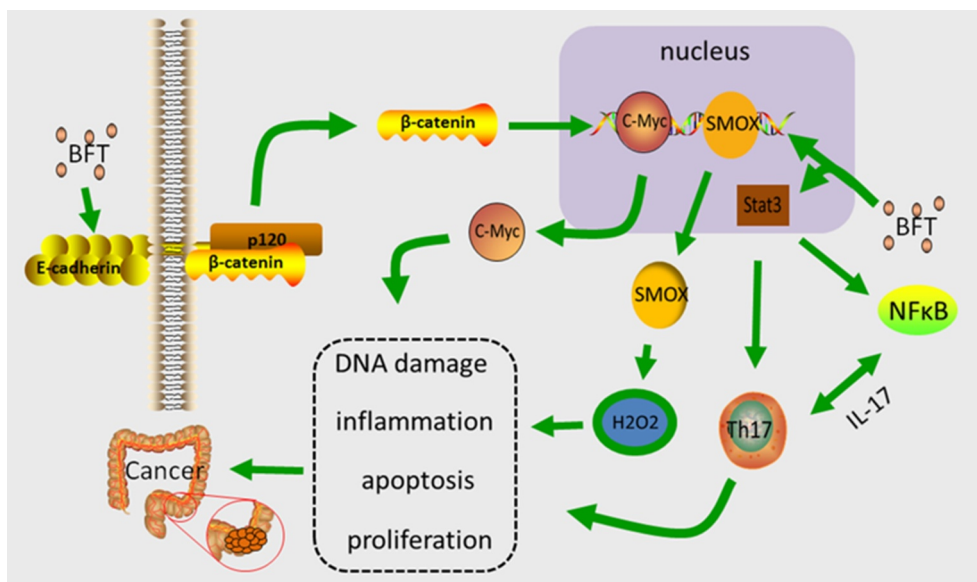 nucleus
BFT
β-catenin
C-Myc
SMOX
Stat3
BFT
p120
E-cadherin
β-catenin
C-Myc
SMOX
NFκB
DNA damage
inflammation
apoptosis
proliferation
H2O2
Th17
IL-17
Cancer